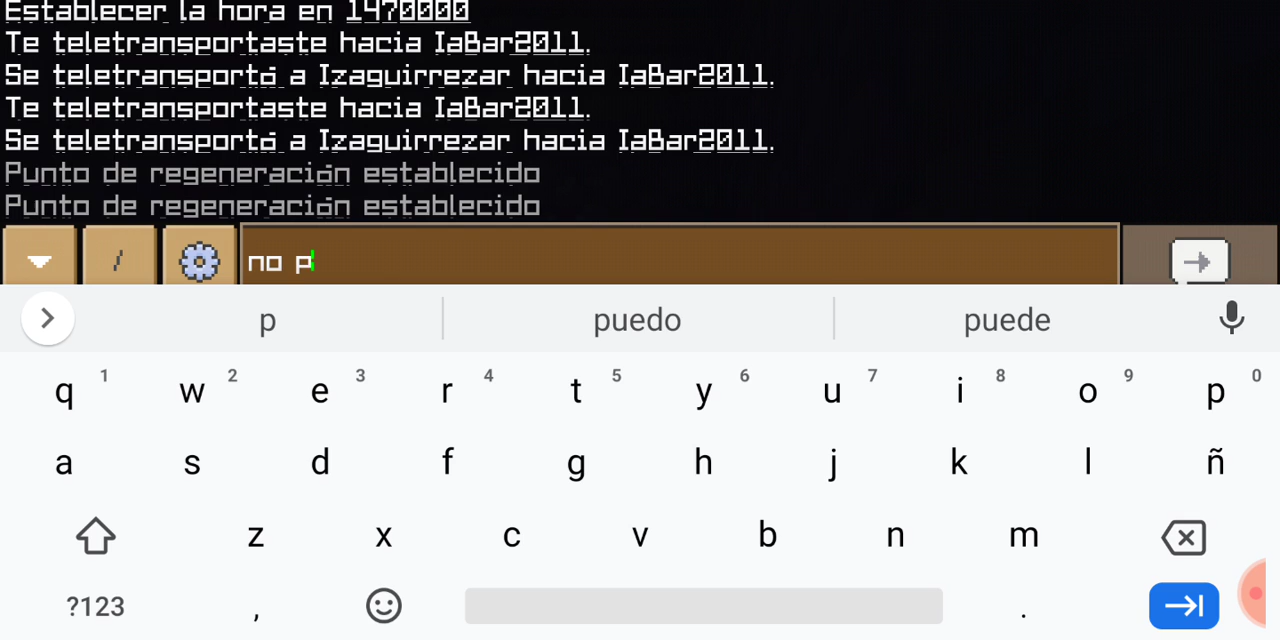 Establecer la hora en 1470000
Te teletransportaste hacia IaBar2011.
Se teletransportó a Izaguirrezar hacia IaBar2011.
Te teletransportaste hacia IaBar2011.
Se teletransportó a Izaguirrezar hacia IaBar2011.
Punto de regeneración establecido
Punto de regeneración establecido
/ no p
p puedo puede
q 1 w 2 e 3 r 4 t 5 y 6 u 7 i 8 o 9 p 0
a s d f g h j k l ñ
z x c v b n m
?123 , .